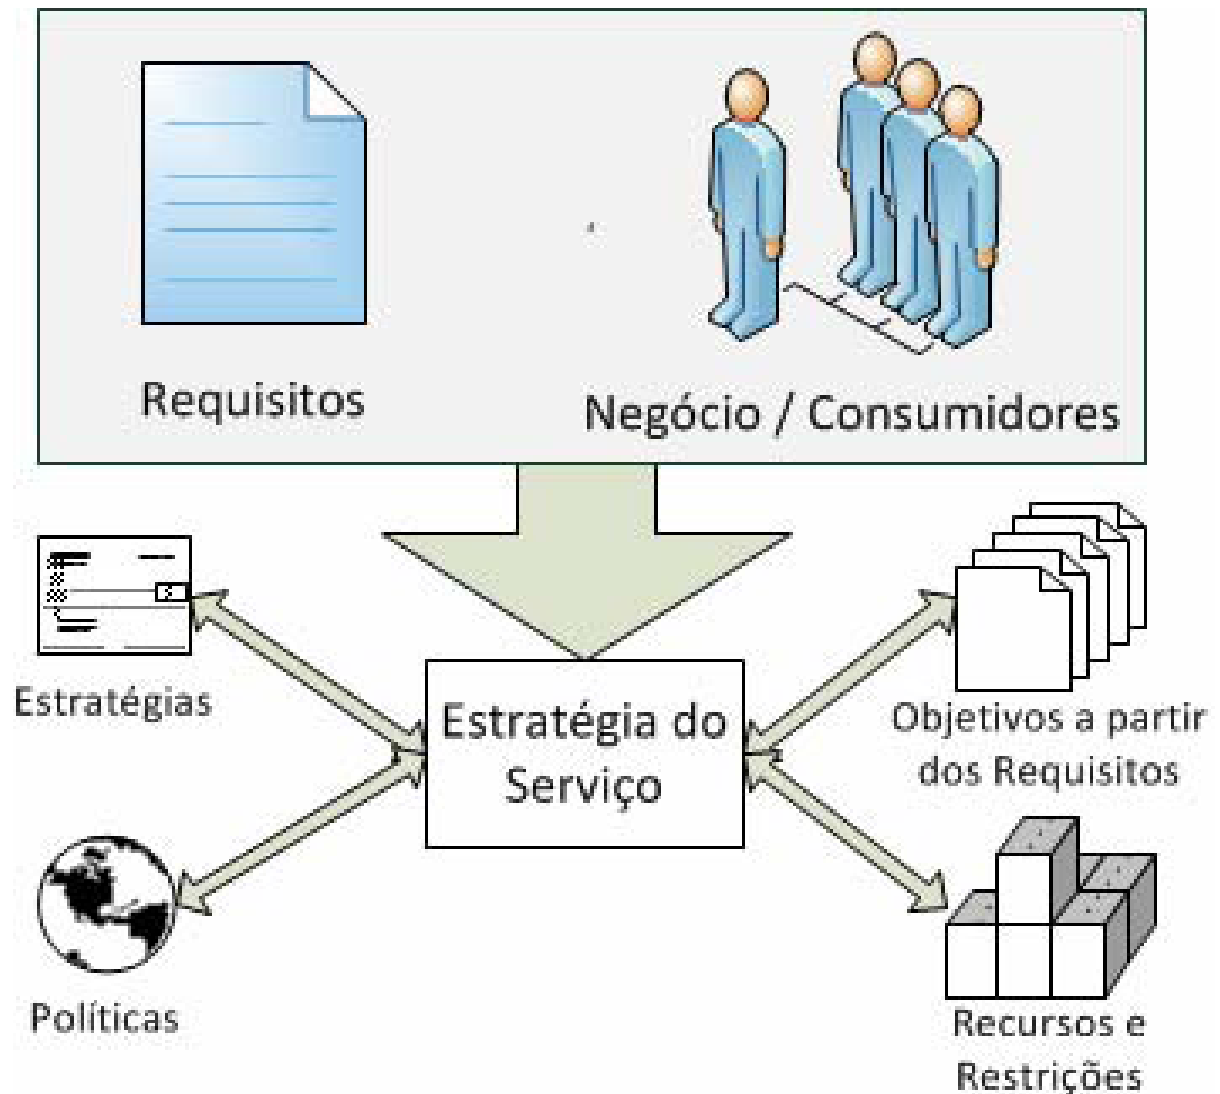 Requisitos
Negócio / Consumidores
Estratégias
Estratégia do
Serviço
Objetivos a partir
dos Requisitos
Políticas
Recursos e
Restrições